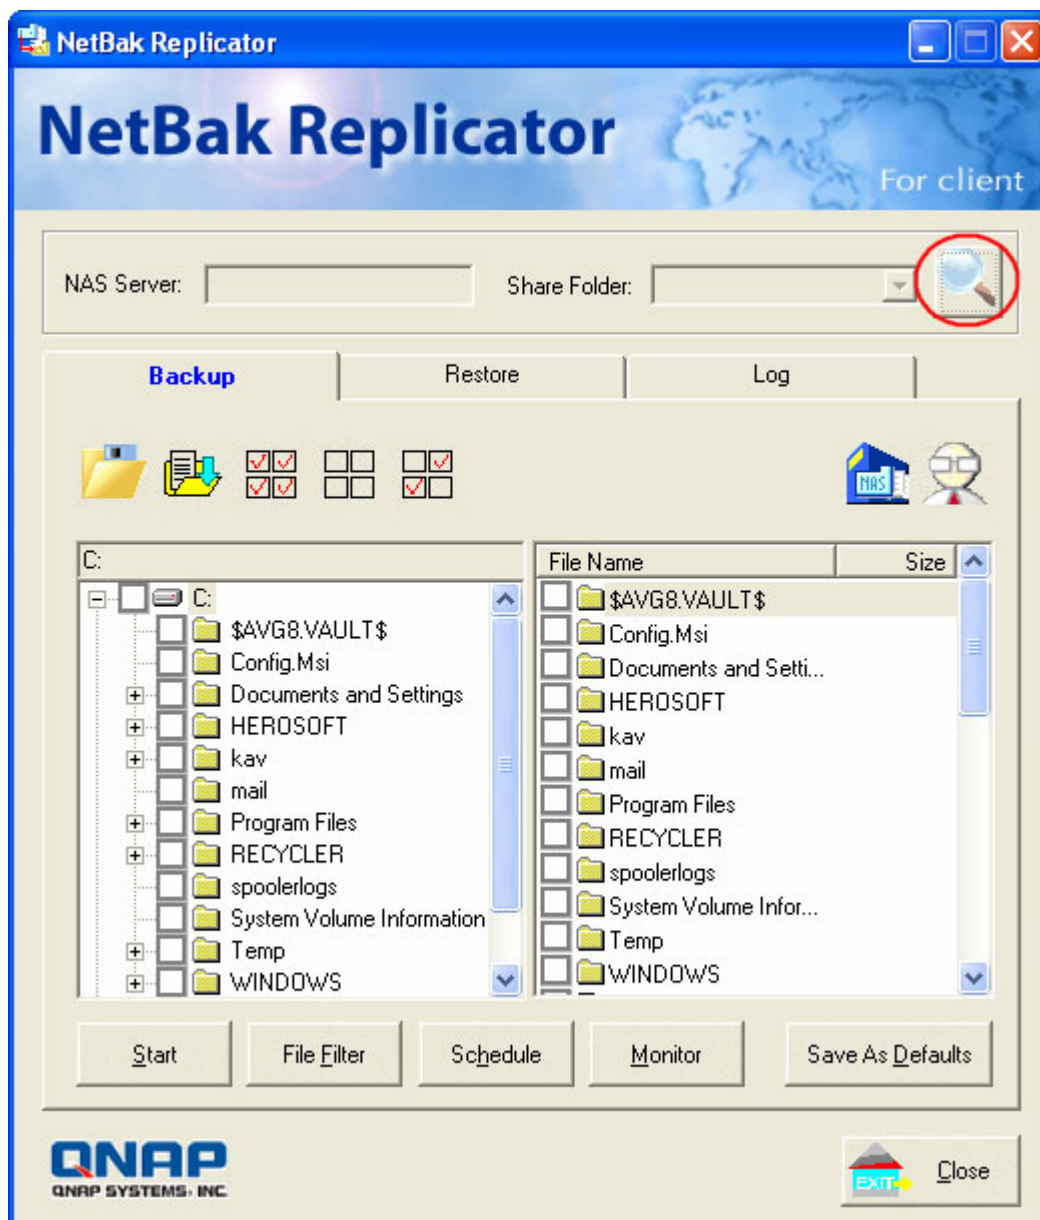 NetBak Replicator
NetBak Replicator
For client
NAS Server:
Share Folder:
Backup
Restore
Log
NAS
C:
C:
$AVG8.VAULT$
Config.Msi
Documents and Settings
HEROSOFT
kav
mail
Program Files
RECYCLER
spoolerlogs
System Volume Information
Temp
WINDOWS
File Name Size
$AVG8.VAULT$
Config.Msi
Documents and Setti...
HEROSOFT
kav
mail
Program Files
RECYCLER
spoolerlogs
System Volume Infor...
Temp
WINDOWS
Start
File Filter
Schedule
Monitor
Save As Defaults
QNAP
QNAP SYSTEMS, INC
EXIT
Close